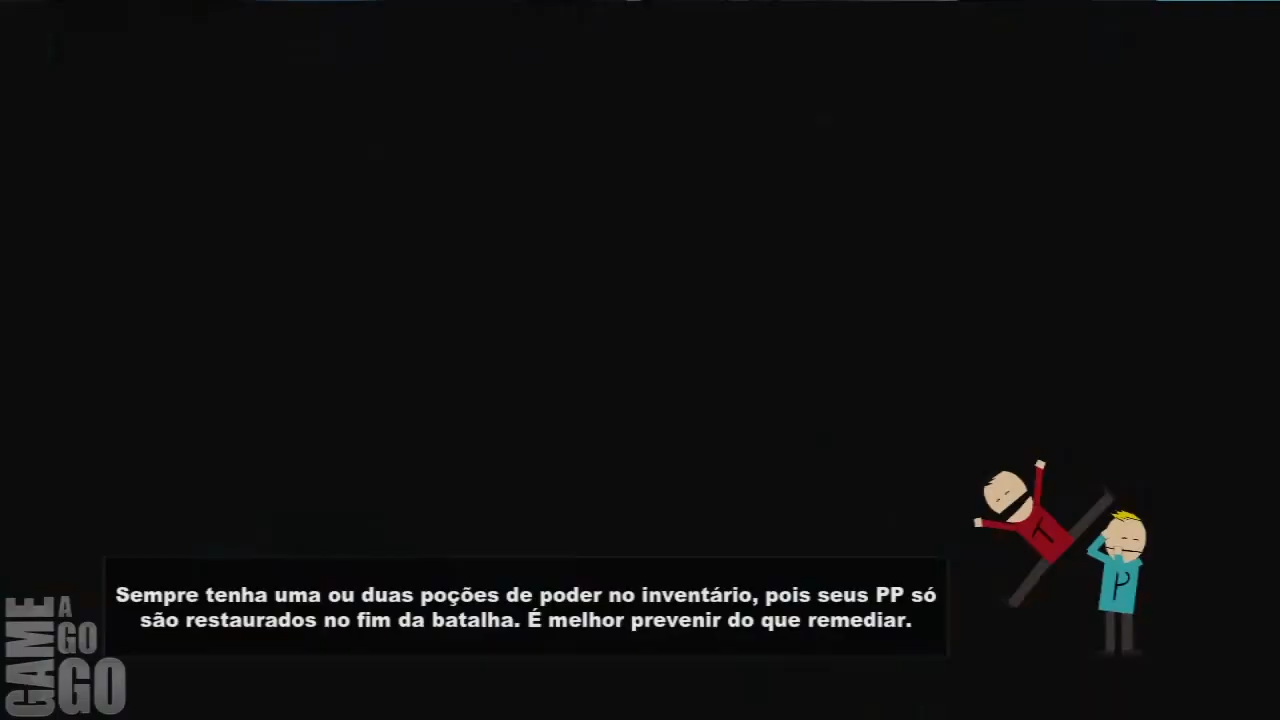 Sempre tenha uma ou duas poções de poder no inventário, pois seus PP só
são restaurados no fim da batalha. É melhor prevenir do que remediar.
T
P
GAME
A
GO
GO